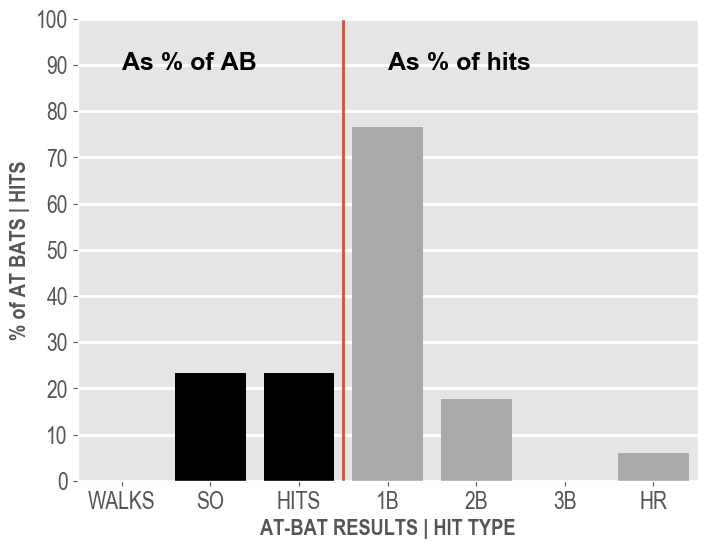 100
90
80
70
60
50
40
30
20
10
0
% of AT BATS | HITS
As % of AB
As % of hits
WALKS SO HITS 1B 2B 3B HR
AT-BAT RESULTS | HIT TYPE